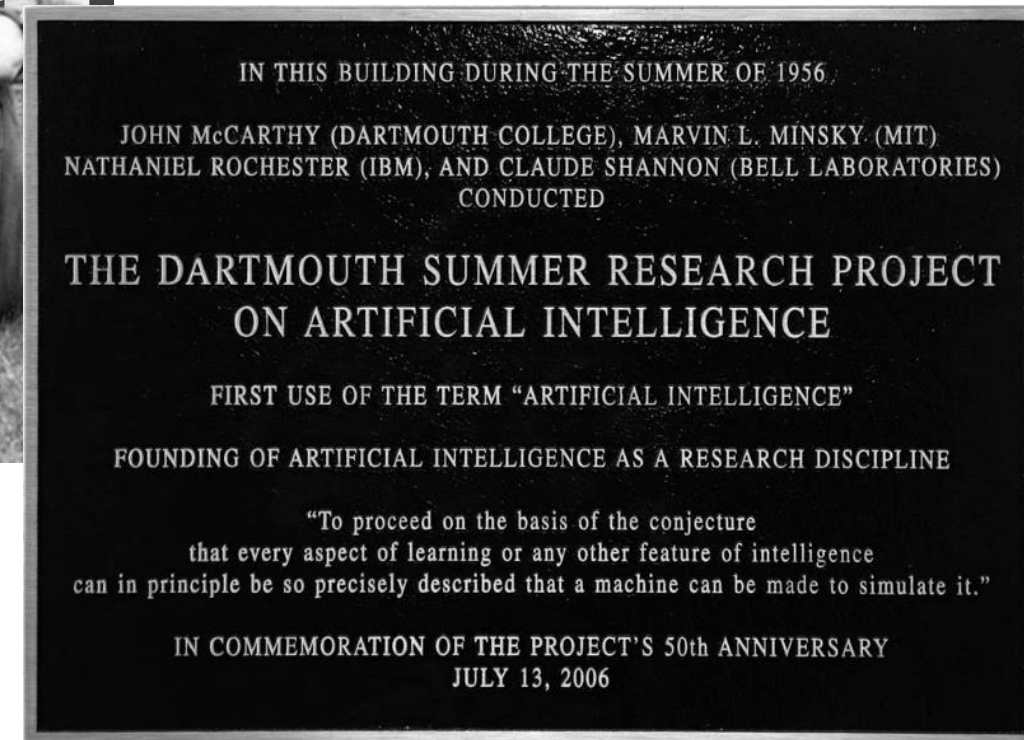 IN THIS BUILDING DURING THE SUMMER OF 1956
JOHN McCARTHY (DARTMOUTH COLLEGE), MARVIN L. MINSKY (MIT)
NATHANIEL ROCHESTER (IBM), AND CLAUDE SHANNON (BELL LABORATORIES)
CONDUCTED
THE DARTMOUTH SUMMER RESEARCH PROJECT
ON ARTIFICIAL INTELLIGENCE
FIRST USE OF THE TERM “ARTIFICIAL INTELLIGENCE”
FOUNDING OF ARTIFICIAL INTELLIGENCE AS A RESEARCH DISCIPLINE
“To proceed on the basis of the conjecture
that every aspect of learning or any other feature of intelligence
can in principle be so precisely described that a machine can be made to simulate it.”
IN COMMEMORATION OF THE PROJECT’S 50th ANNIVERSARY
JULY 13, 2006